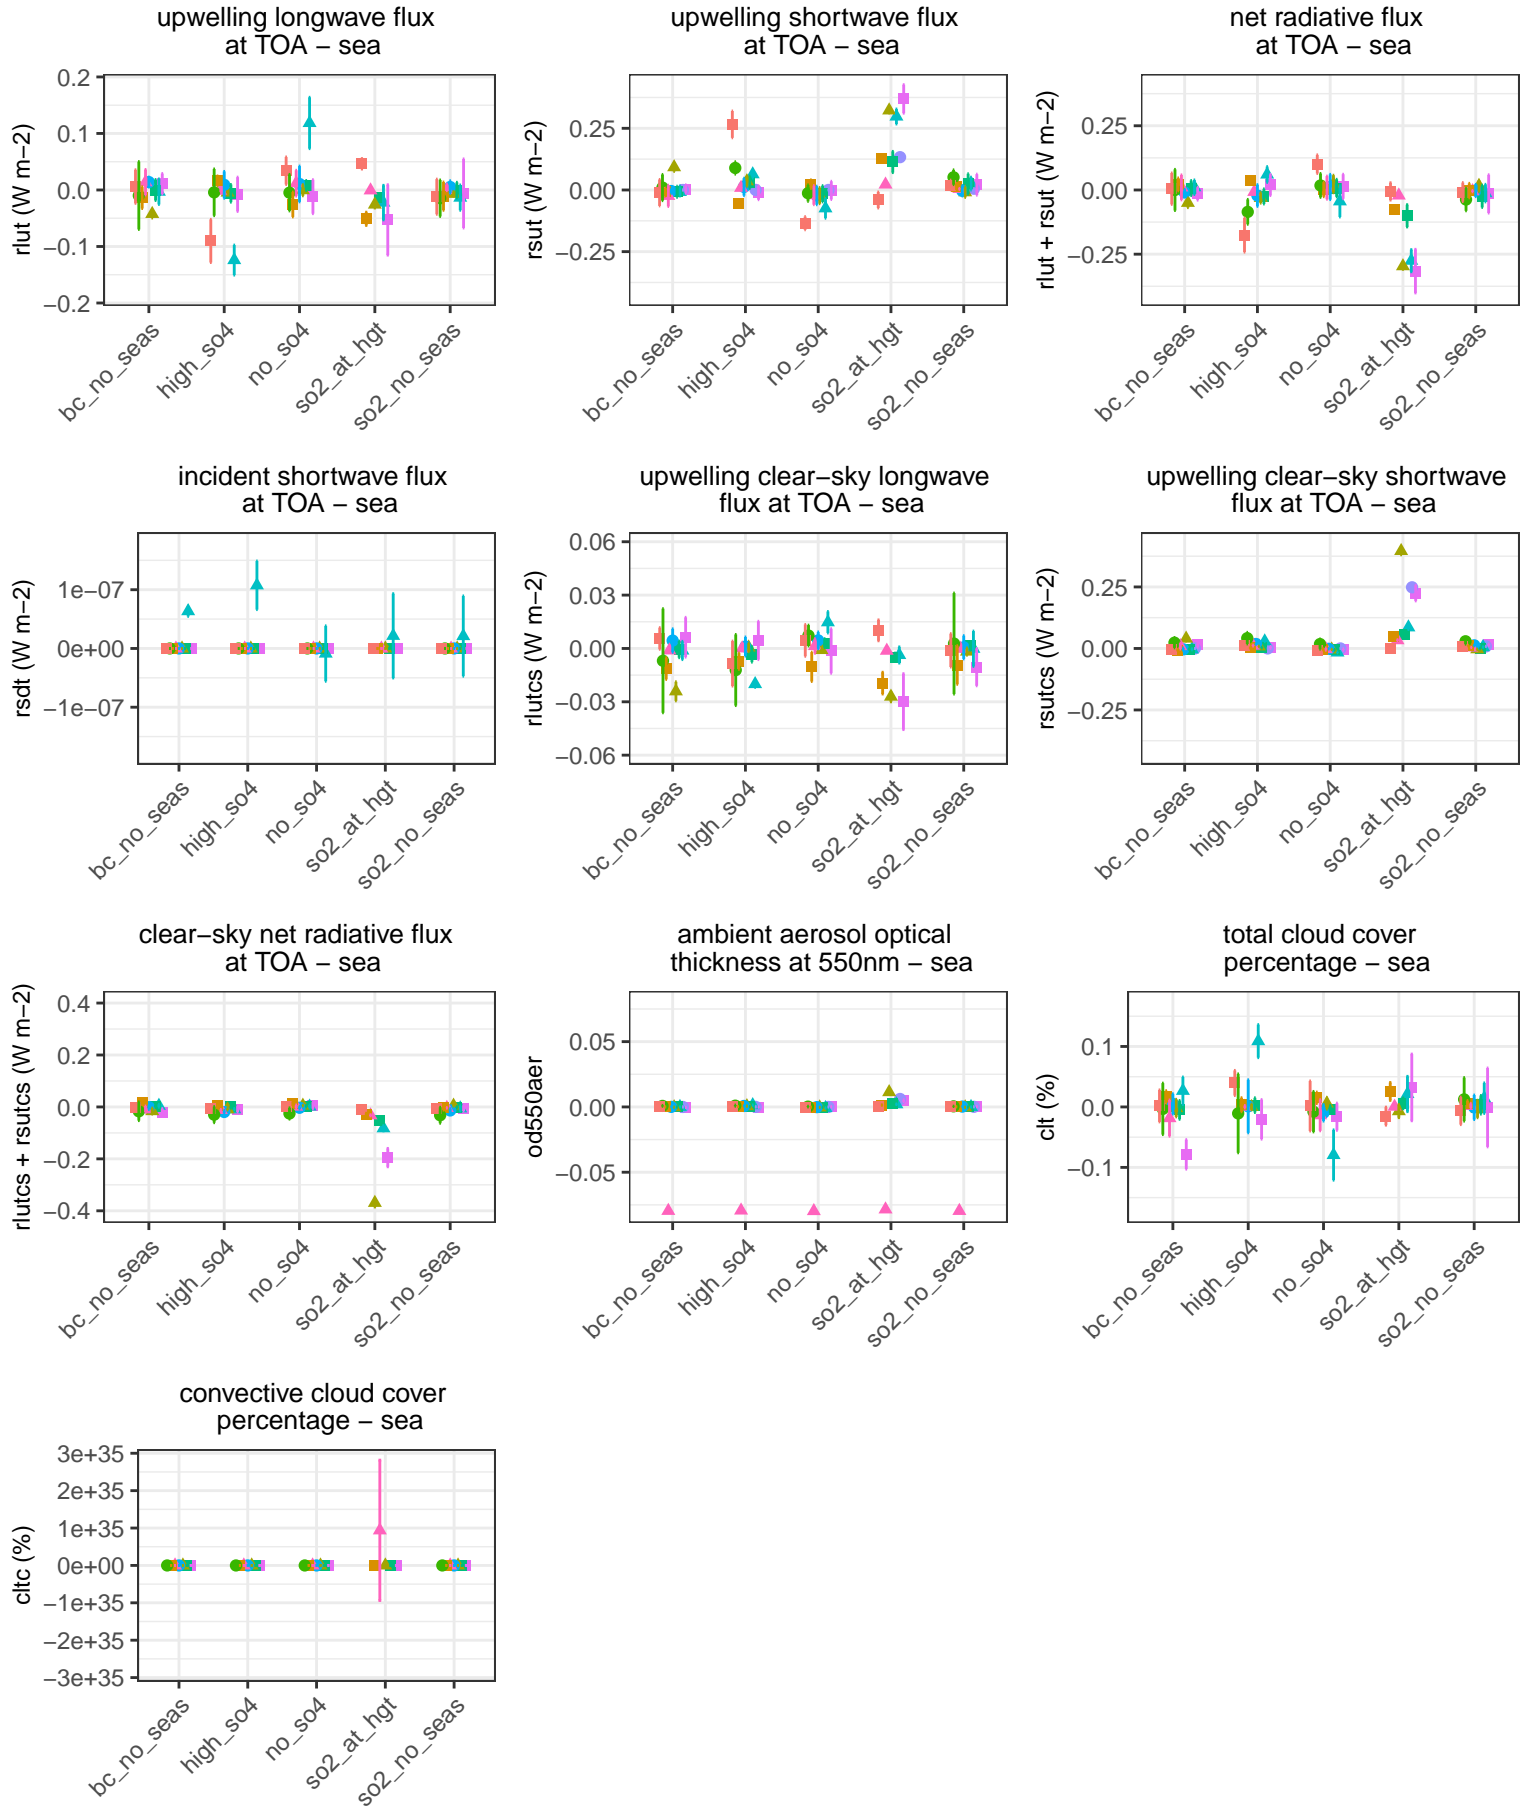 upwelling longwave flux
at TOA − sea
rlut (W m−2)
0.2
0.1
0.0
−0.1
−0.2
bc_no_seas
high_so4
no_so4
so2_at_hgt
so2_no_seas
upwelling shortwave flux
at TOA − sea
rsut (W m−2)
0.25
0.00
−0.25
bc_no_seas
high_so4
no_so4
so2_at_hgt
so2_no_seas
net radiative flux
at TOA − sea
rlut + rsut (W m−2)
0.25
0.00
−0.25
bc_no_seas
high_so4
no_so4
so2_at_hgt
so2_no_seas
incident shortwave flux
at TOA − sea
rsdt (W m−2)
1e−07
0e+00
−1e−07
bc_no_seas
high_so4
no_so4
so2_at_hgt
so2_no_seas
upwelling clear−sky longwave
flux at TOA − sea
rlutcs (W m−2)
0.06
0.03
0.00
−0.03
−0.06
bc_no_seas
high_so4
no_so4
so2_at_hgt
so2_no_seas
upwelling clear−sky shortwave
flux at TOA − sea
rsutcs (W m−2)
0.25
0.00
−0.25
bc_no_seas
high_so4
no_so4
so2_at_hgt
so2_no_seas
clear−sky net radiative flux
at TOA − sea
rlutcs + rsutcs (W m−2)
0.4
0.2
0.0
−0.2
−0.4
bc_no_seas
high_so4
no_so4
so2_at_hgt
so2_no_seas
ambient aerosol optical
thickness at 550nm − sea
od550aer
0.05
0.00
−0.05
bc_no_seas
high_so4
no_so4
so2_at_hgt
so2_no_seas
total cloud cover
percentage − sea
clt (%)
0.1
0.0
−0.1
bc_no_seas
high_so4
no_so4
so2_at_hgt
so2_no_seas
convective cloud cover
percentage − sea
cltc (%)
3e+35
2e+35
1e+35
0e+00
−1e+35
−2e+35
−3e+35
bc_no_seas
high_so4
no_so4
so2_at_hgt
so2_no_seas